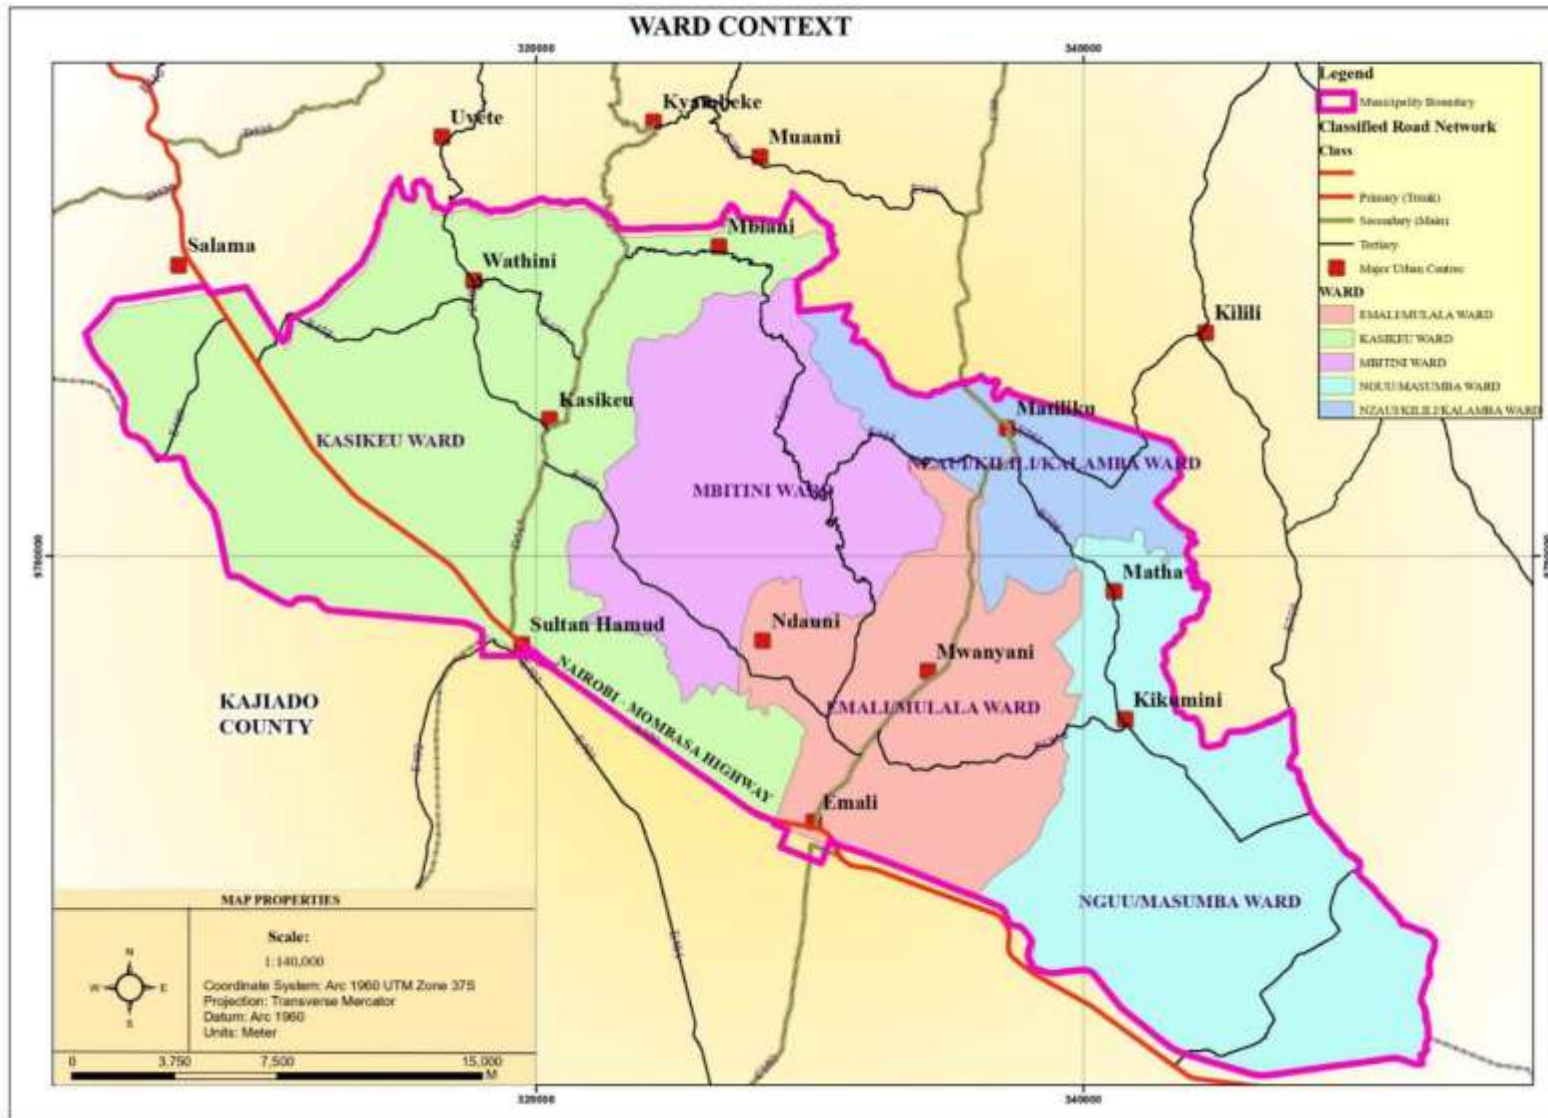 WARD CONTEXT
320000
340000
Legend
Municipality Boundary
Classified Road Network
Class
Primary (Trunk)
Secondary (Main)
Tertiary
Major Urban Centres
WARD
EMALI/MULALA WARD
KASIKEU WARD
MBITINI WARD
NGUU/MASUMBA WARD
NZAUI/KILILI/KALAMBA WARD
Kyambeke
Uvete
Muaani
Salama
Mbiani
Wathini
Kilili
Kasikeu
Matiliku
KASIKEU WARD
NZAUI/KILILI/KALAMBA WARD
MBITINI WARD
9780000
9780000
Matha
Sultan Hamud
Ndauni
Mwanyani
KAJIADO
COUNTY
NAIROBI - MOMBASA HIGHWAY
EMALI/MULALA WARD
Kikumini
Emali
NGUU/MASUMBA WARD
MAP PROPERTIES
Scale:
1:140,000
Coordinate System: Arc 1960 UTM Zone 37S
Projection: Transverse Mercator
Datum: Arc 1960
Units: Meter
N
W
E
S
0 3,750 7,500 15,000
M
320000
340000